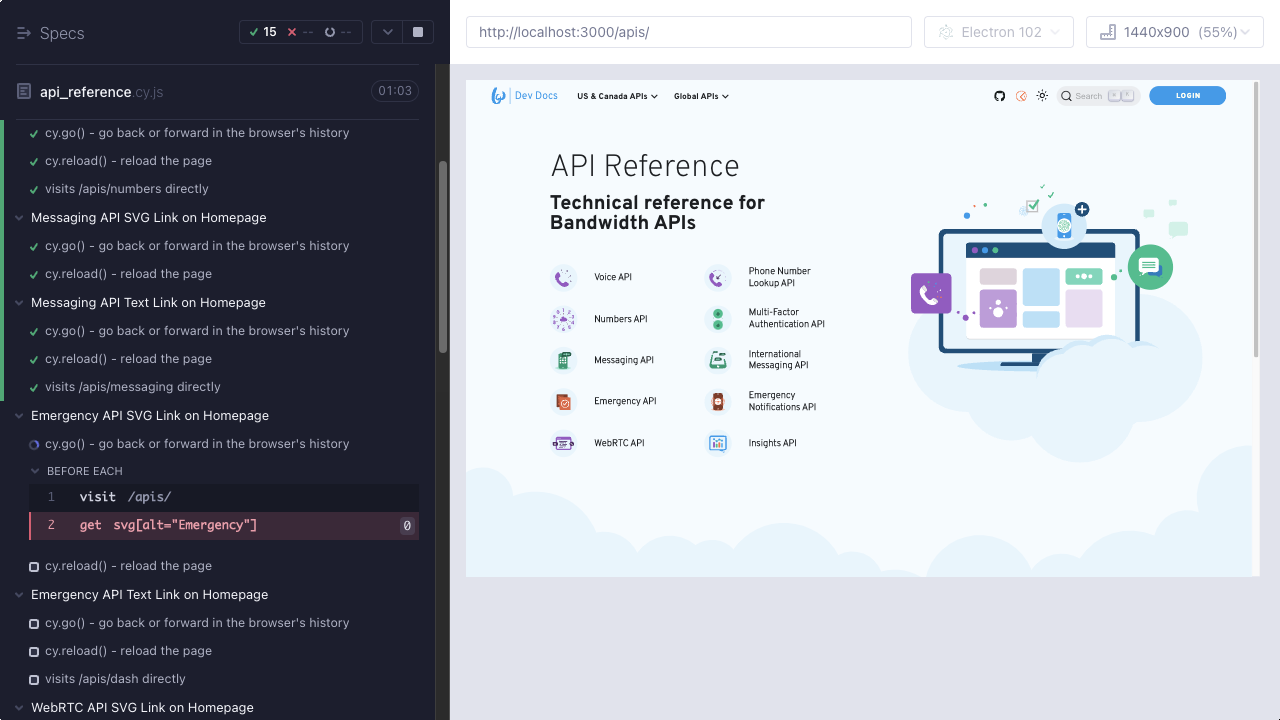 Specs
15
--
--
api_reference.cy.js
01:03
cy.go() - go back or forward in the browser's history
cy.reload() - reload the page
visits /apis/numbers directly
Messaging API SVG Link on Homepage
cy.go() - go back or forward in the browser's history
cy.reload() - reload the page
Messaging API Text Link on Homepage
cy.go() - go back or forward in the browser's history
cy.reload() - reload the page
visits /apis/messaging directly
Emergency API SVG Link on Homepage
cy.go() - go back or forward in the browser's history
BEFORE EACH
1 visit /apis/
2 get svg[alt="Emergency"] 0
cy.reload() - reload the page
Emergency API Text Link on Homepage
cy.go() - go back or forward in the browser's history
cy.reload() - reload the page
visits /apis/dash directly
WebRTC API SVG Link on Homepage
http://localhost:3000/apis/
Electron 102
1440x900 (55%)
Dev Docs
US & Canada APIs
Global APIs
Search
LOGIN
API Reference
Technical reference for
Bandwidth APIs
Voice API
Phone Number
Lookup API
Numbers API
Multi-Factor
Authentication API
Messaging API
International
Messaging API
Emergency API
Emergency
Notifications API
WebRTC API
Insights API